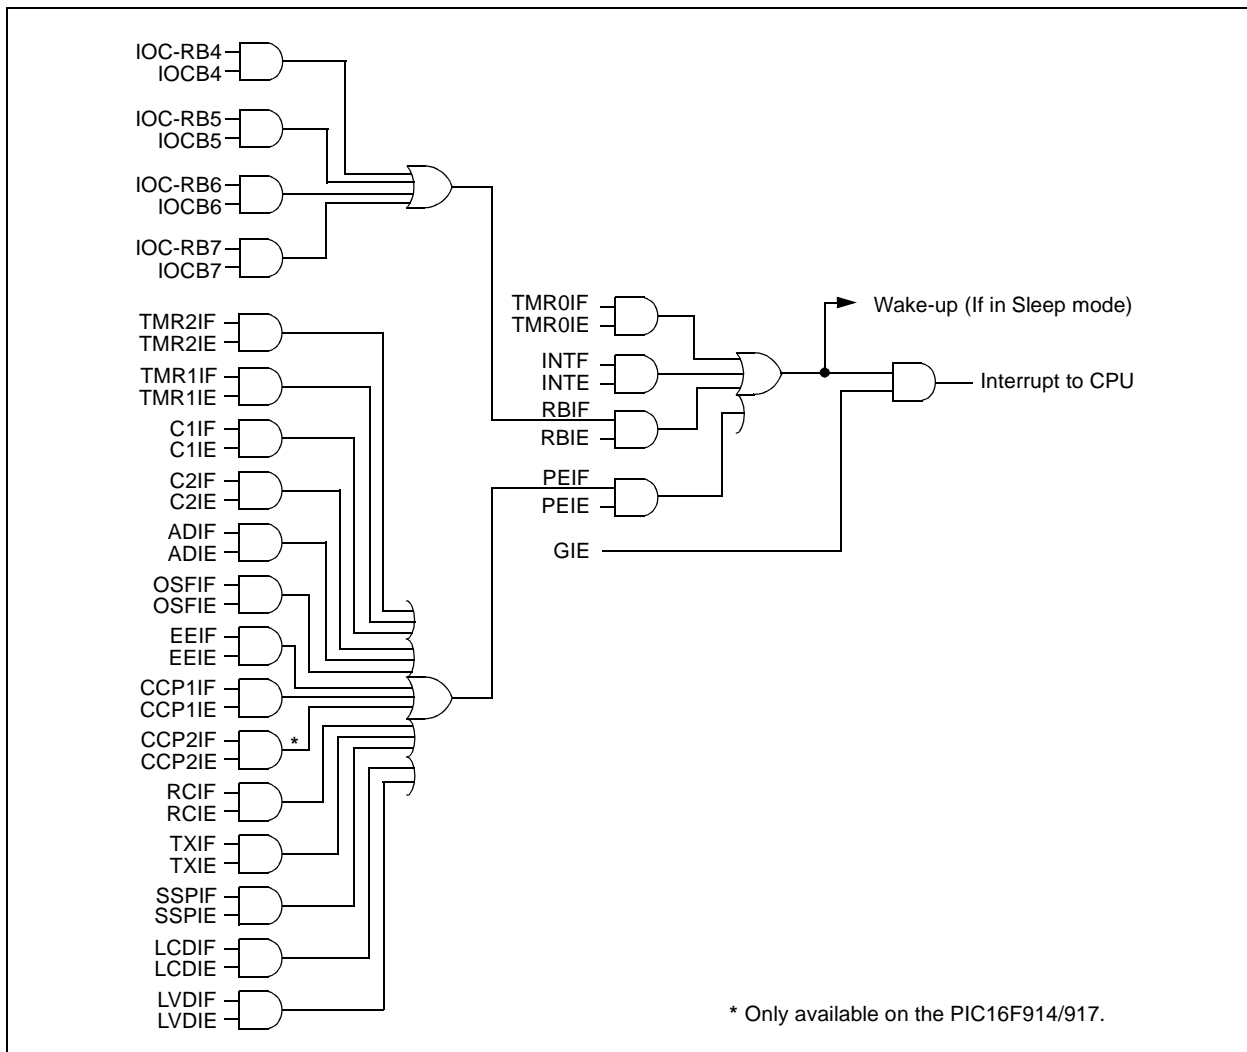 IOC-RB4
IOCB4
IOC-RB5
IOCB5
IOC-RB6
IOCB6
IOC-RB7
IOCB7
TMR2IF
TMR2IE
TMR1IF
TMR1IE
C1IF
C1IE
C2IF
C2IE
ADIF
ADIE
OSFIF
OSFIE
EEIF
EEIE
CCP1IF
CCP1IE
CCP2IF
CCP2IE
*
RCIF
RCIE
TXIF
TXIE
SSPIF
SSPIE
LCDIF
LCDIE
LVDIF
LVDIE
TMR0IF
TMR0IE
INTF
INTE
RBIF
RBIE
PEIF
PEIE
GIE
Wake-up (If in Sleep mode)
Interrupt to CPU
* Only available on the PIC16F914/917.